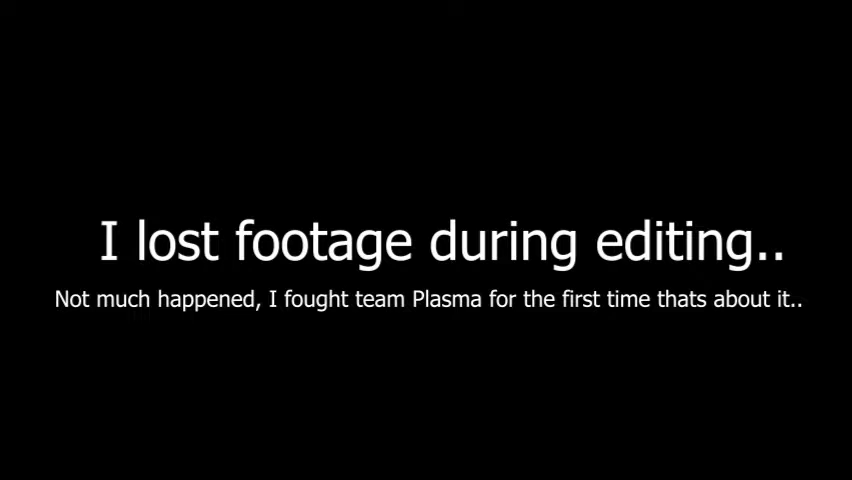 I lost footage during editing..
Not much happened, I fought team Plasma for the first time thats about it..